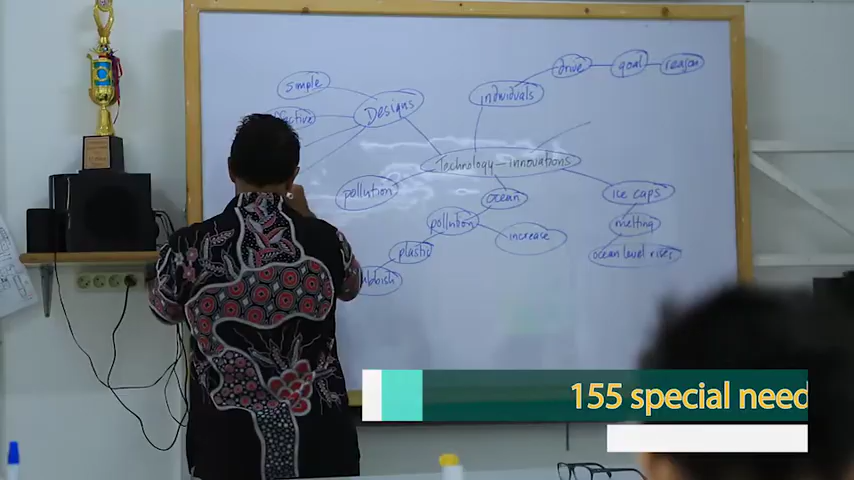 drive
goal
reason
simple
Designs
individuals
Technology - innovations
pollution
ocean
ice caps
pollution
melting
increase
plastic
ocean level rises
155 special need